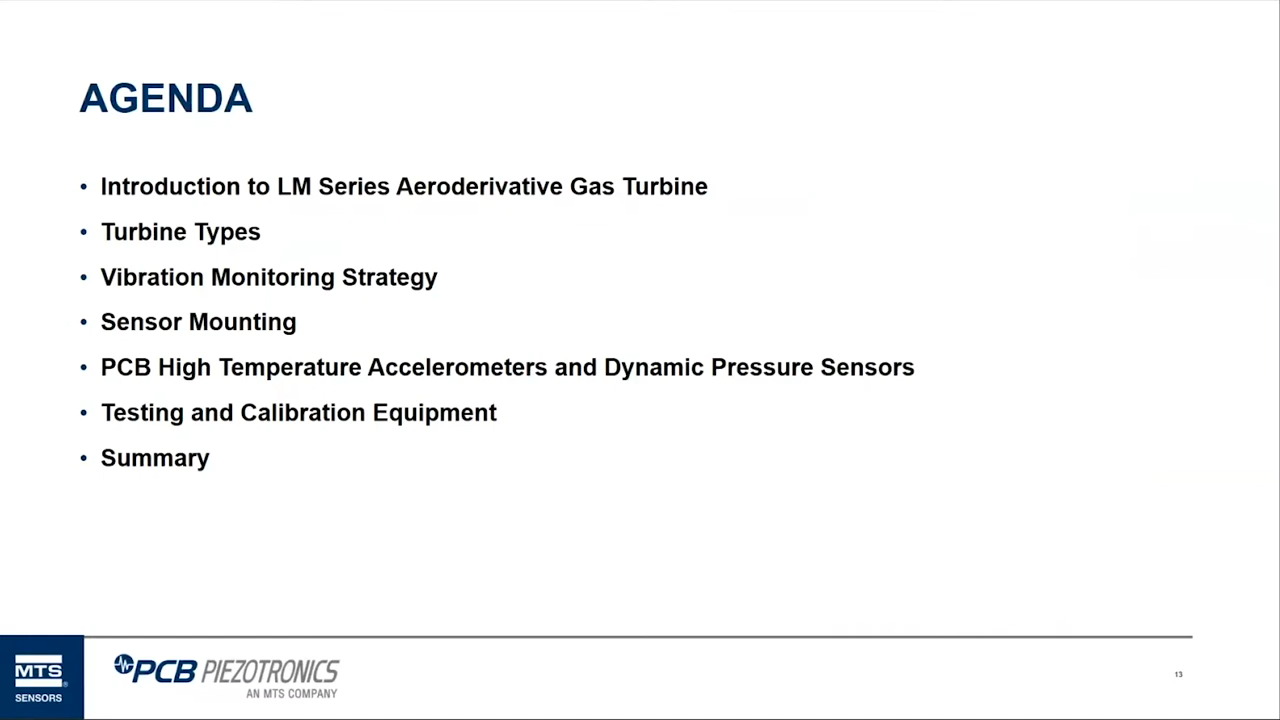 AGENDA
• Introduction to LM Series Aeroderivative Gas Turbine
• Turbine Types
• Vibration Monitoring Strategy
• Sensor Mounting
• PCB High Temperature Accelerometers and Dynamic Pressure Sensors
• Testing and Calibration Equipment
• Summary
MTS®
SENSORS
PCB PIEZOTRONICS
AN MTS COMPANY
13